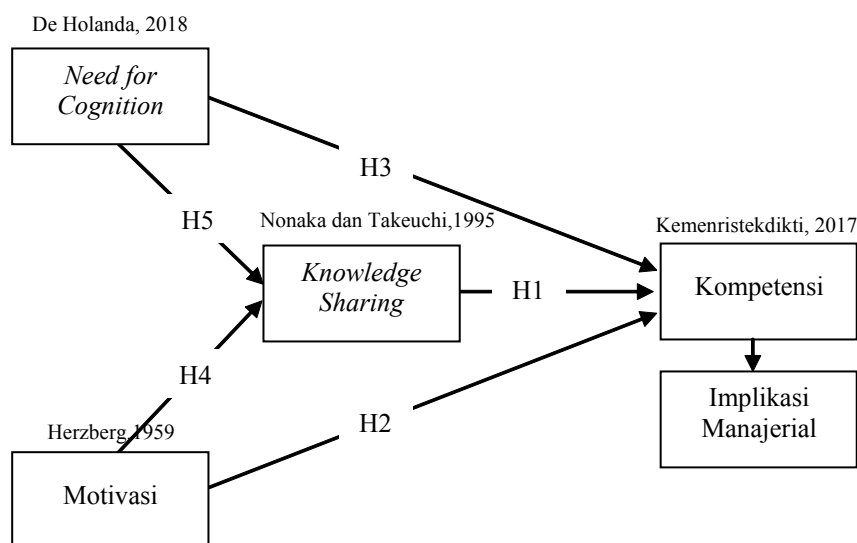 De Holanda, 2018
Need for
Cognition
H3
H5
Nonaka dan Takeuchi,1995
Kemenristekdikti, 2017
Knowledge
Sharing
H1
Kompetensi
H4
Implikasi
Manajerial
H2
Herzberg,1959
Motivasi